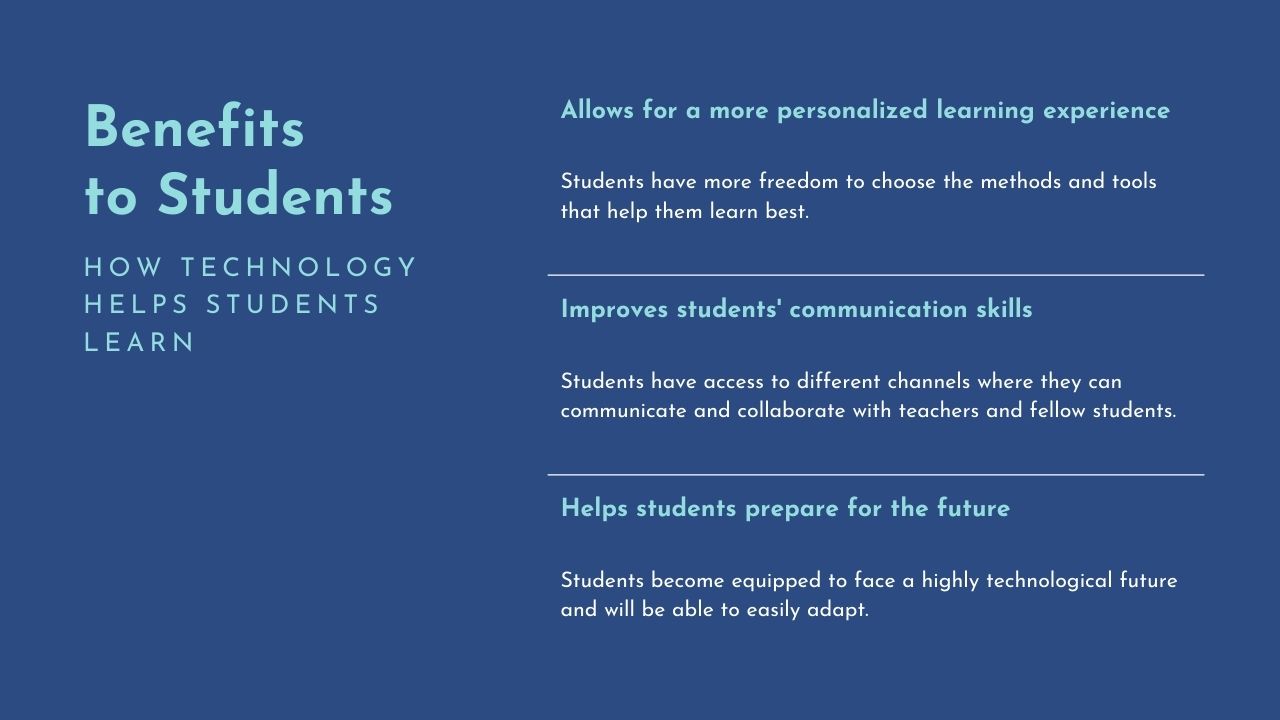 Benefits
to Students
HOW TECHNOLOGY
HELPS STUDENTS
LEARN
Allows for a more personalized learning experience
Students have more freedom to choose the methods and tools
that help them learn best.
Improves students' communication skills
Students have access to different channels where they can
communicate and collaborate with teachers and fellow students.
Helps students prepare for the future
Students become equipped to face a highly technological future
and will be able to easily adapt.